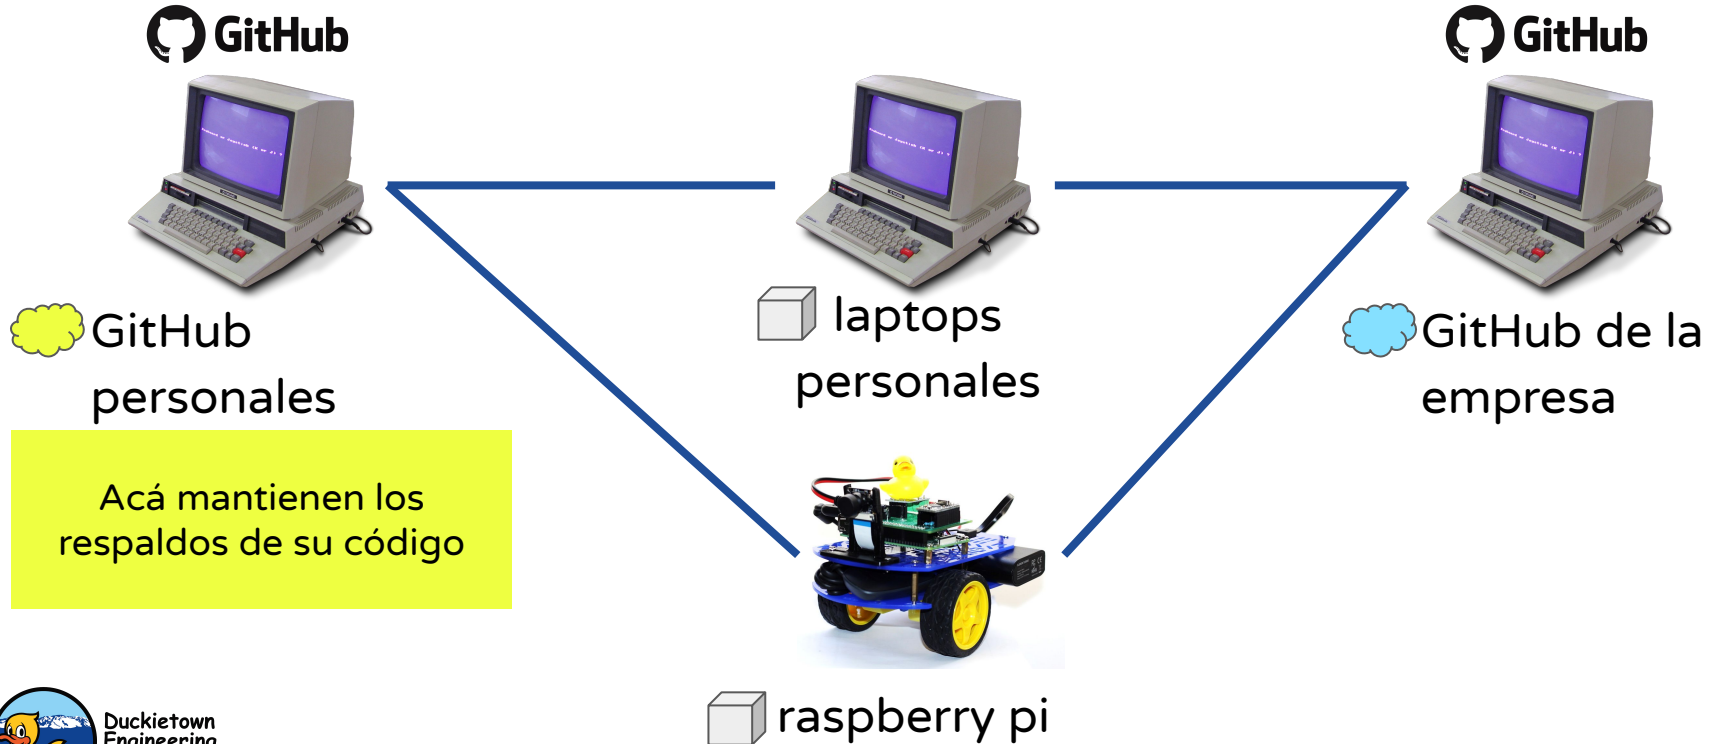 GitHub
GitHub
GitHub
personales
laptops
personales
GitHub de la
empresa
Acá mantienen los
respaldos de su código
raspberry pi
Duckietown
Engineering